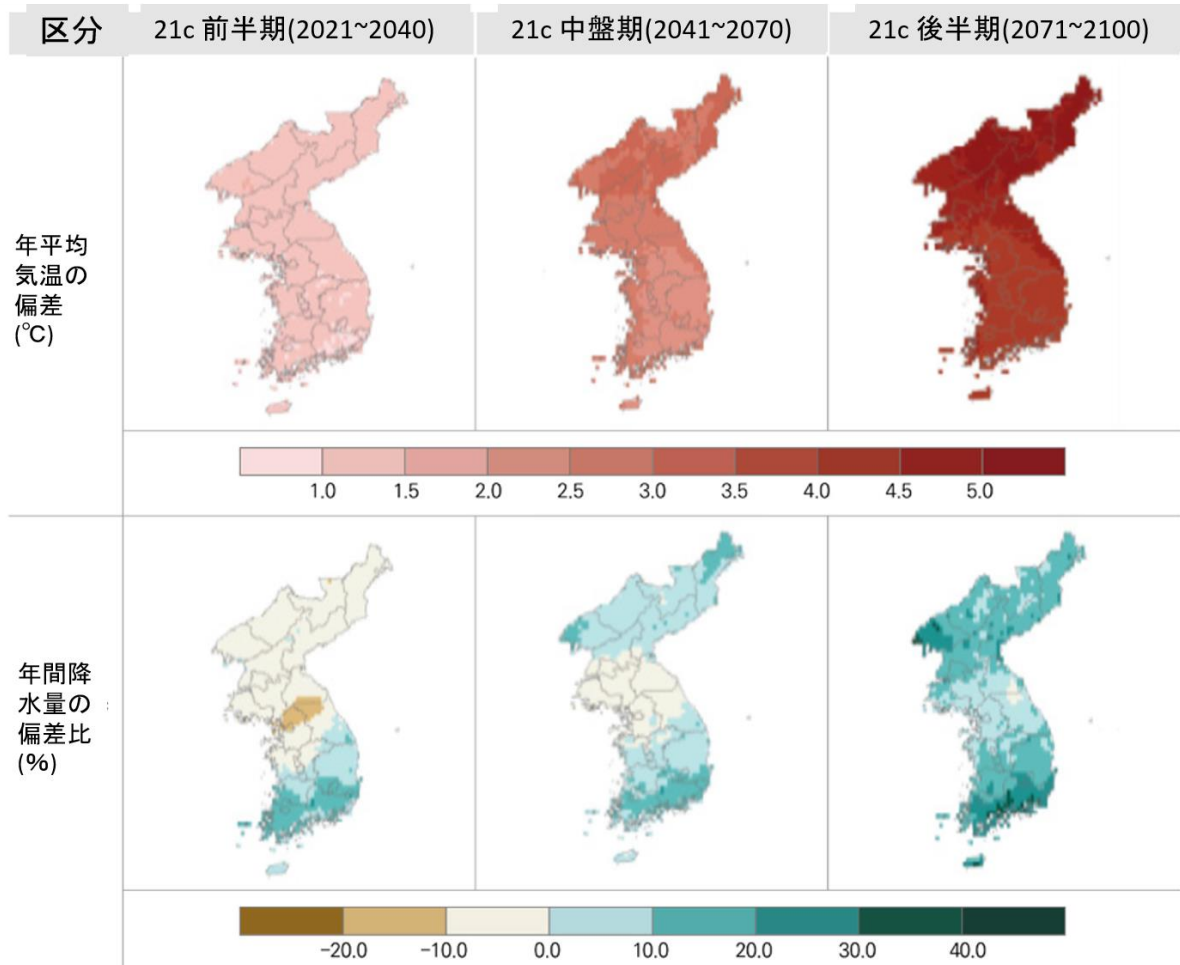 区分
21c 前半期(2021~2040)
21c 中盤期(2041~2070)
21c 後半期(2071~2100)
年平均
気温の
偏差
(℃)
1.0 1.5 2.0 2.5 3.0 3.5 4.0 4.5 5.0
年間降
水量の
偏差比
(%)
−20.0 −10.0 0.0 10.0 20.0 30.0 40.0